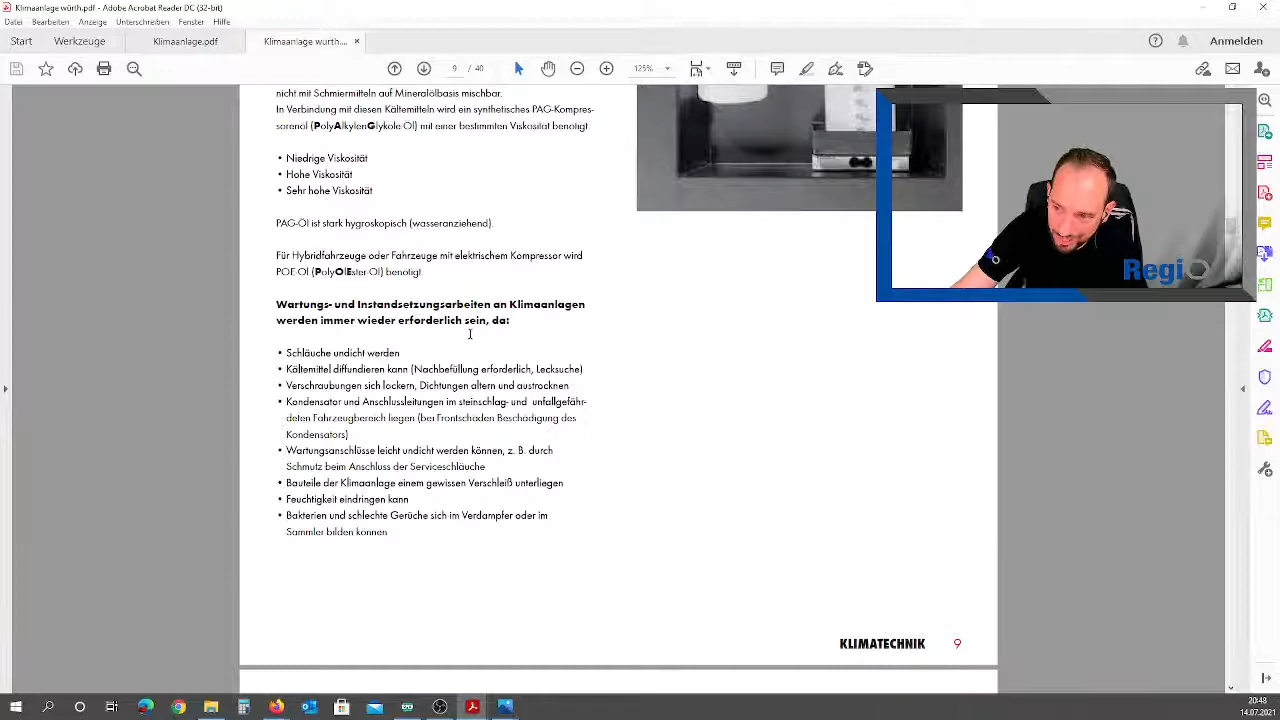 Klimaanlage würth.pdf - Adobe Acrobat Reader DC (32-bit)
Datei Bearbeiten Anzeige Unterschreiben Fenster Hilfe
Start Werkzeuge Klimaanlage.pdf Klimaanlage würth.... × Anmelden
9 / 40 125%
nicht mit Schmiermitteln auf Mineralölbasis mischbar.
In Verbindung mit diesen Kältemitteln wird ein synthetisches PAG-Kompres-
sorenöl (PolyAlkylenGlykole Öl) mit einer bestimmten Viskosität benötigt
• Niedrige Viskosität
• Hohe Viskosität
• Sehr hohe Viskosität
PAG-Öl ist stark hygroskopisch (wasseranziehend).
Für Hybridfahrzeuge oder Fahrzeuge mit elektrischem Kompressor wird
POE-Öl (PolyOlEster-Öl) benötigt
Wartungs- und Instandsetzungsarbeiten an Klimaanlagen
werden immer wieder erforderlich sein, da:
• Schläuche undicht werden
• Kältemittel diffundieren kann (Nachbefüllung erforderlich, Lecksuche)
• Verschraubungen sich lockern, Dichtungen altern und austrocknen
• Kondensator und Anschlussleitungen im steinschlag- und unfallgefähr-
deten Fahrzeugbereich liegen (bei Frontschäden Beschädigung des
Kondensators)
• Wartungsanschlüsse leicht undicht werden können, z. B. durch
Schmutz beim Anschluss der Serviceschläuche
• Bauteile der Klimaanlage einem gewissen Verschleiß unterliegen
• Feuchtigkeit eindringen kann
• Bakterien und schlechte Gerüche sich im Verdampfer oder im
Sammler bilden können
KLIMATECHNIK 9
RegiO
20:48
14.07.2021